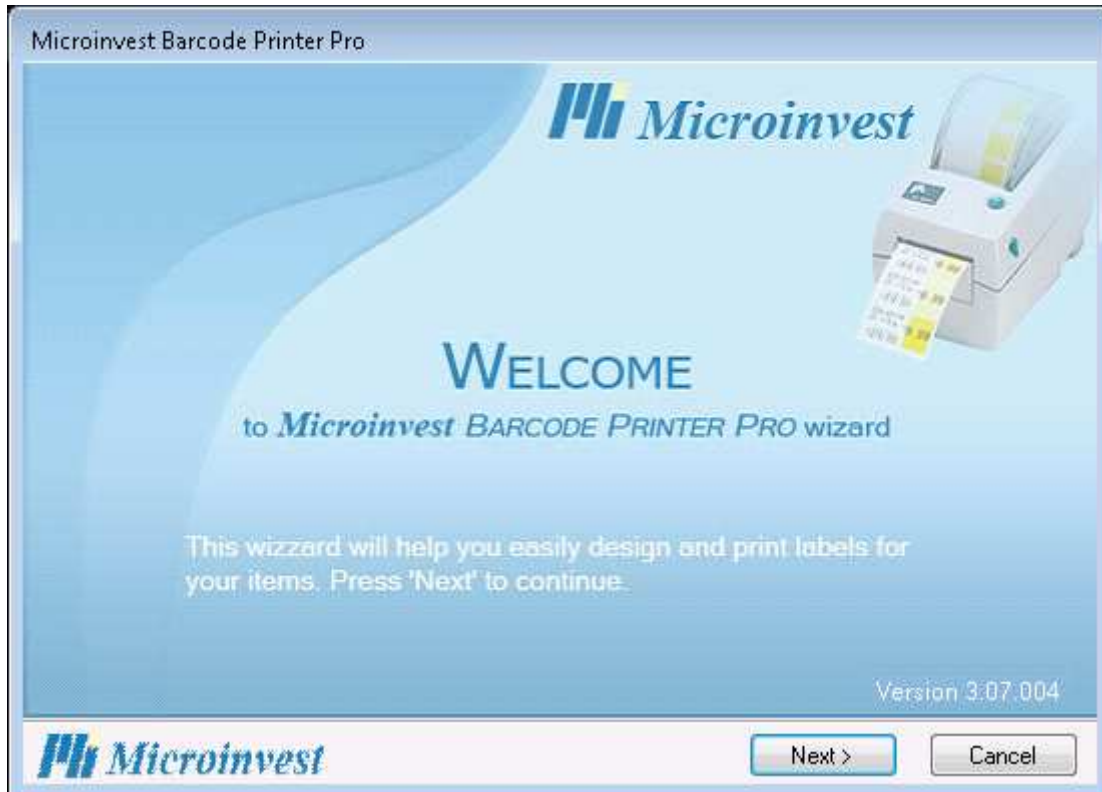 Microinvest Barcode Printer Pro
Microinvest
WELCOME
to Microinvest BARCODE PRINTER PRO wizard
This wizzard will help you easily design and print labels for
your items. Press 'Next' to continue.
Version 3.07.004
Microinvest
Next >
Cancel